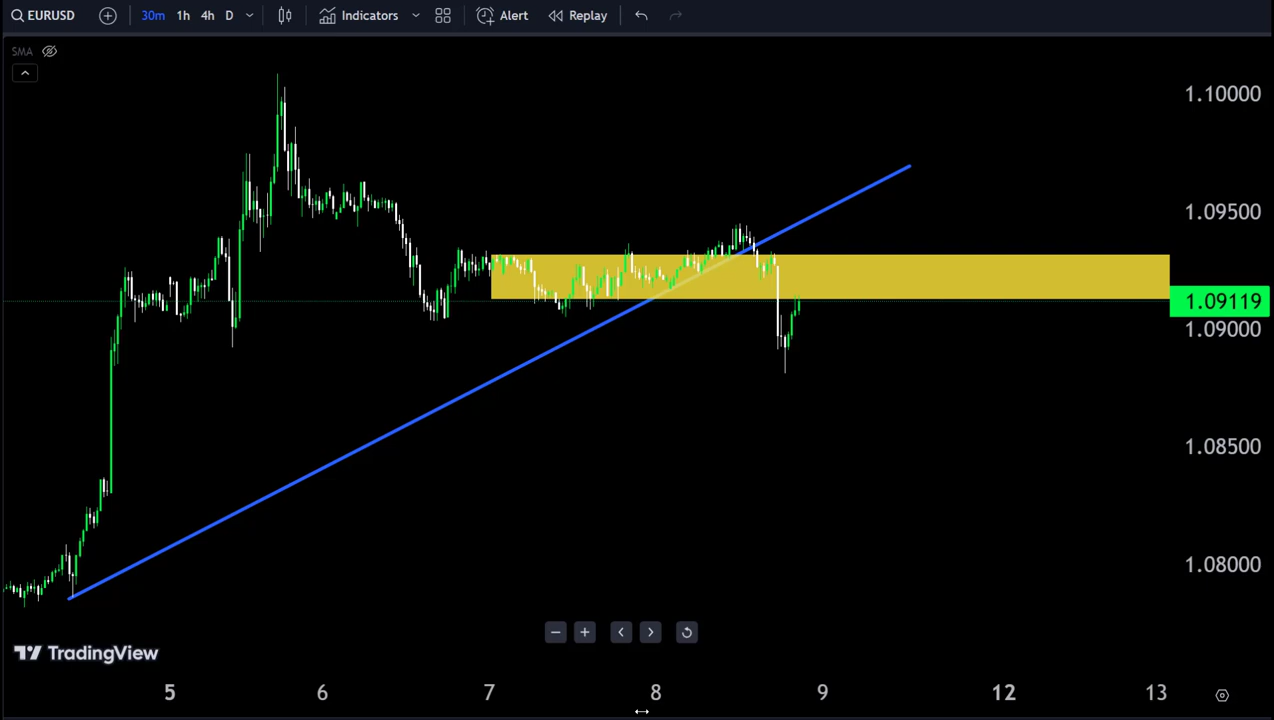 EURUSD 30m 1h 4h D Indicators Alert Replay
SMA
1.10000
1.09500
1.09119
1.09000
1.08500
1.08000
TradingView
5 6 7 8 9 12 13